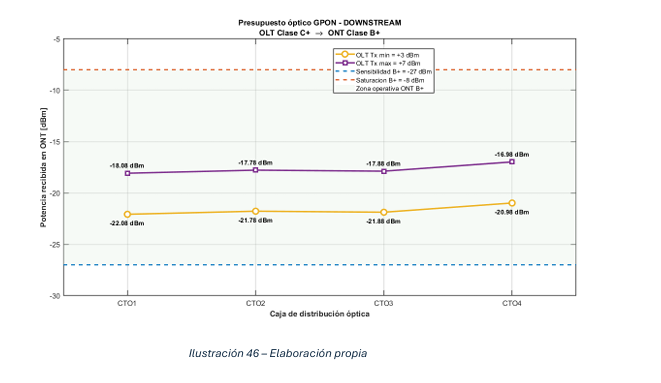 Presupuesto óptico GPON - DOWNSTREAM
OLT Clase C+ → ONT Clase B+
OLT Tx min = +3 dBm
OLT Tx max = +7 dBm
Sensibilidad B+ = -27 dBm
Saturacion B+ = -8 dBm
Zona operativa ONT B+
Potencia recibida en ONT [dBm]
-5
-10
-15
-20
-25
-30
-18.08 dBm
-17.78 dBm
-17.88 dBm
-16.98 dBm
-22.08 dBm
-21.78 dBm
-21.88 dBm
-20.98 dBm
CTO1
CTO2
CTO3
CTO4
Caja de distribución óptica
Ilustración 46 – Elaboración propia